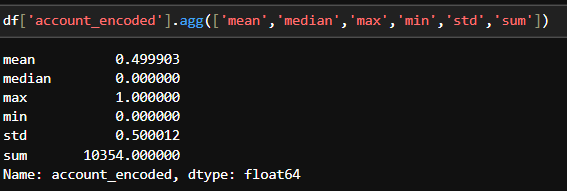 df['account_encoded'].agg(['mean','median','max','min','std','sum'])
mean          0.499903
median        0.000000
max           1.000000
min           0.000000
std           0.500012
sum       10354.000000
Name: account_encoded, dtype: float64